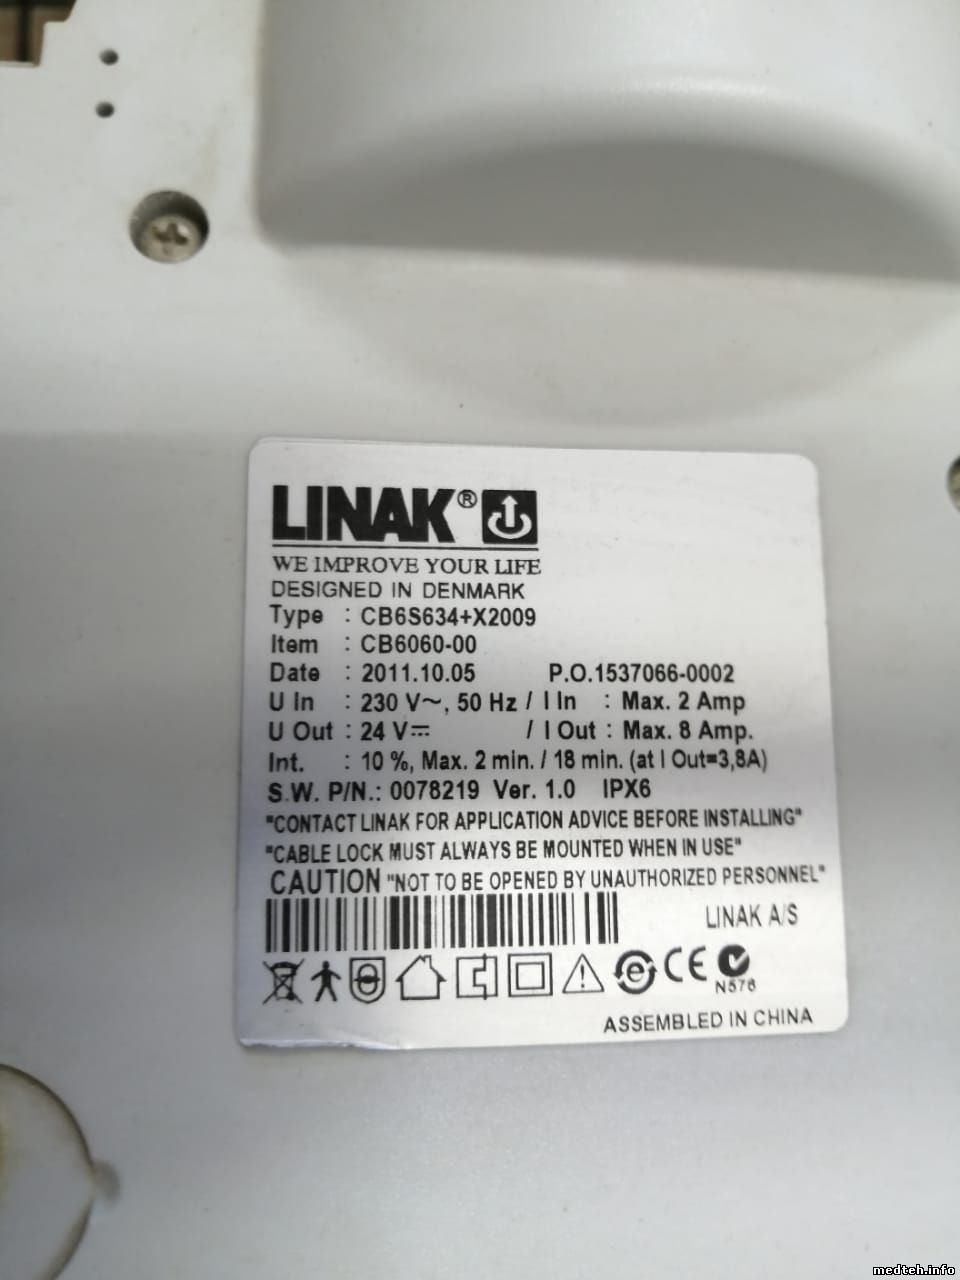 LINAK®
WE IMPROVE YOUR LIFE
DESIGNED IN DENMARK
Type : CB6S634+X2009
Item : CB6060-00
Date : 2011.10.05 P.O.1537066-0002
U In : 230 V~, 50 Hz / I In : Max. 2 Amp
U Out : 24 V⎓ / I Out : Max. 8 Amp.
Int. : 10 %, Max. 2 min. / 18 min. (at I Out=3,8A)
S.W. P/N.: 0078219 Ver. 1.0 IPX6
"CONTACT LINAK FOR APPLICATION ADVICE BEFORE INSTALLING"
"CABLE LOCK MUST ALWAYS BE MOUNTED WHEN IN USE"
CAUTION "NOT TO BE OPENED BY UNAUTHORIZED PERSONNEL"
LINAK A/S
e CE N576
ASSEMBLED IN CHINA
medteh.info